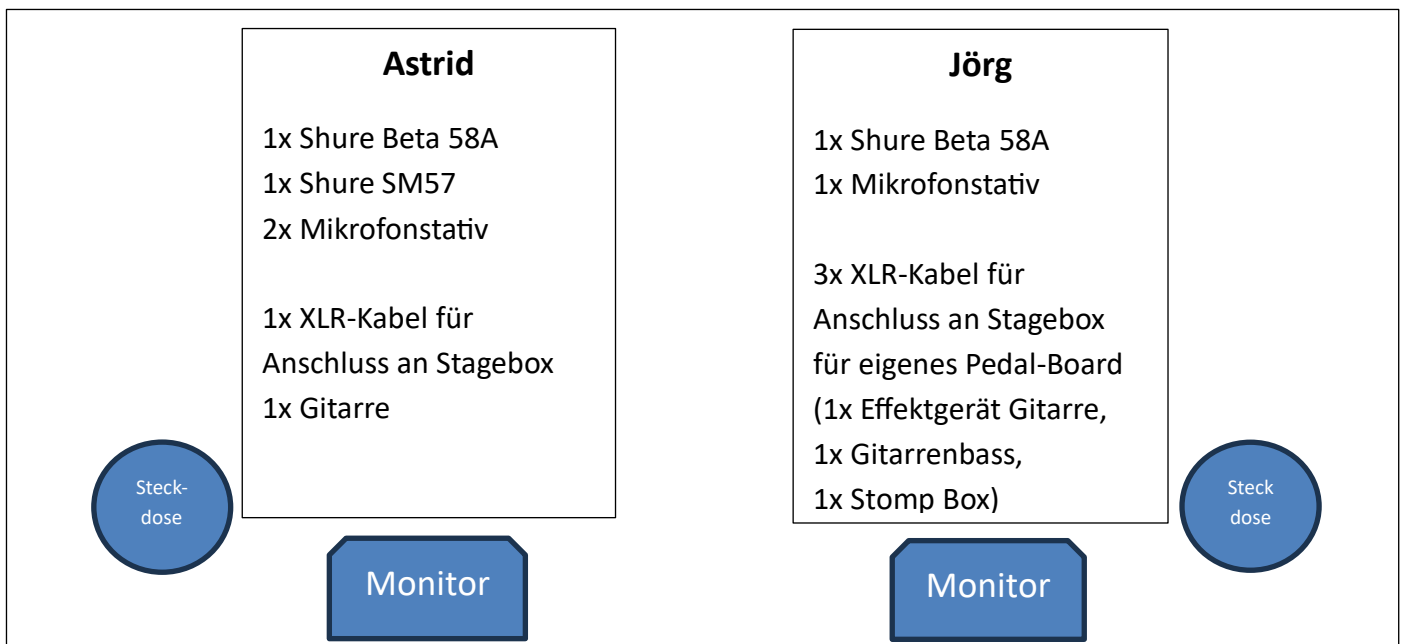 Astrid
1x Shure Beta 58A
1x Shure SM57
2x Mikrofonstativ
1x XLR-Kabel für
Anschluss an Stagebox
1x Gitarre
Steck-
dose
Monitor
Jörg
1x Shure Beta 58A
1x Mikrofonstativ
3x XLR-Kabel für
Anschluss an Stagebox
für eigenes Pedal-Board
(1x Effektgerät Gitarre,
1x Gitarrenbass,
1x Stomp Box)
Steck
dose
Monitor